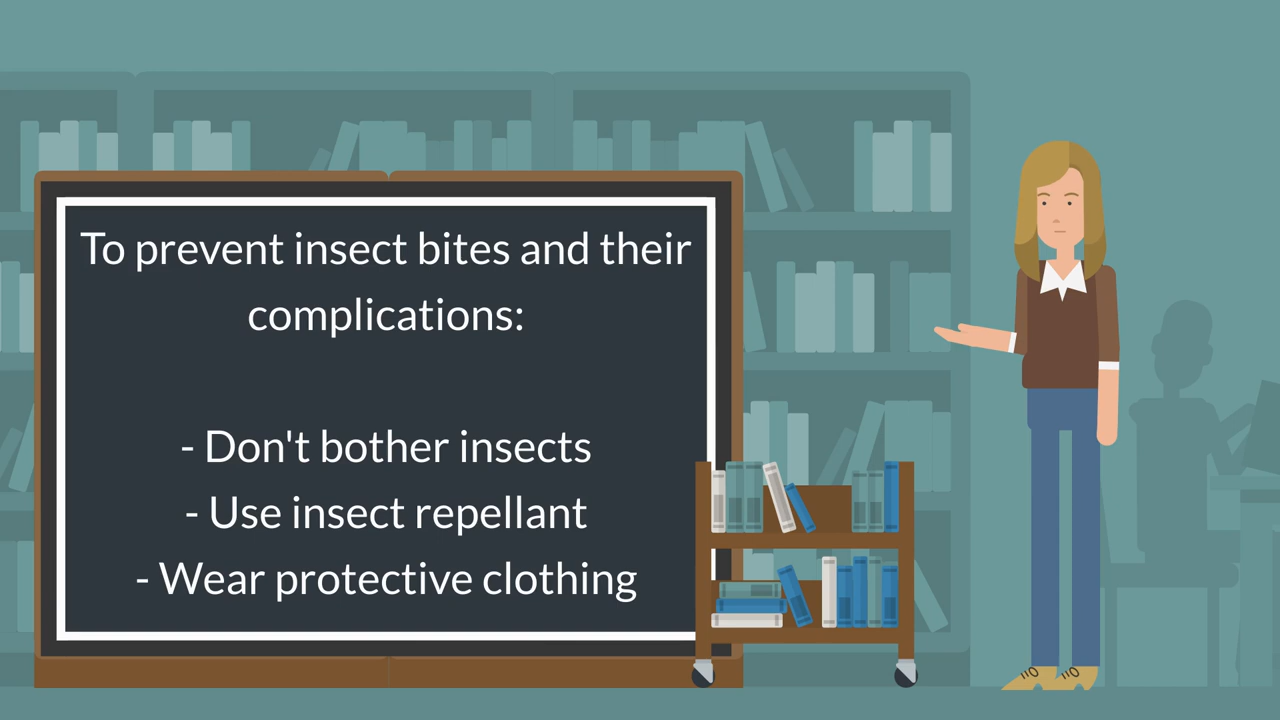 To prevent insect bites and their
complications:
- Don't bother insects
- Use insect repellant
- Wear protective clothing